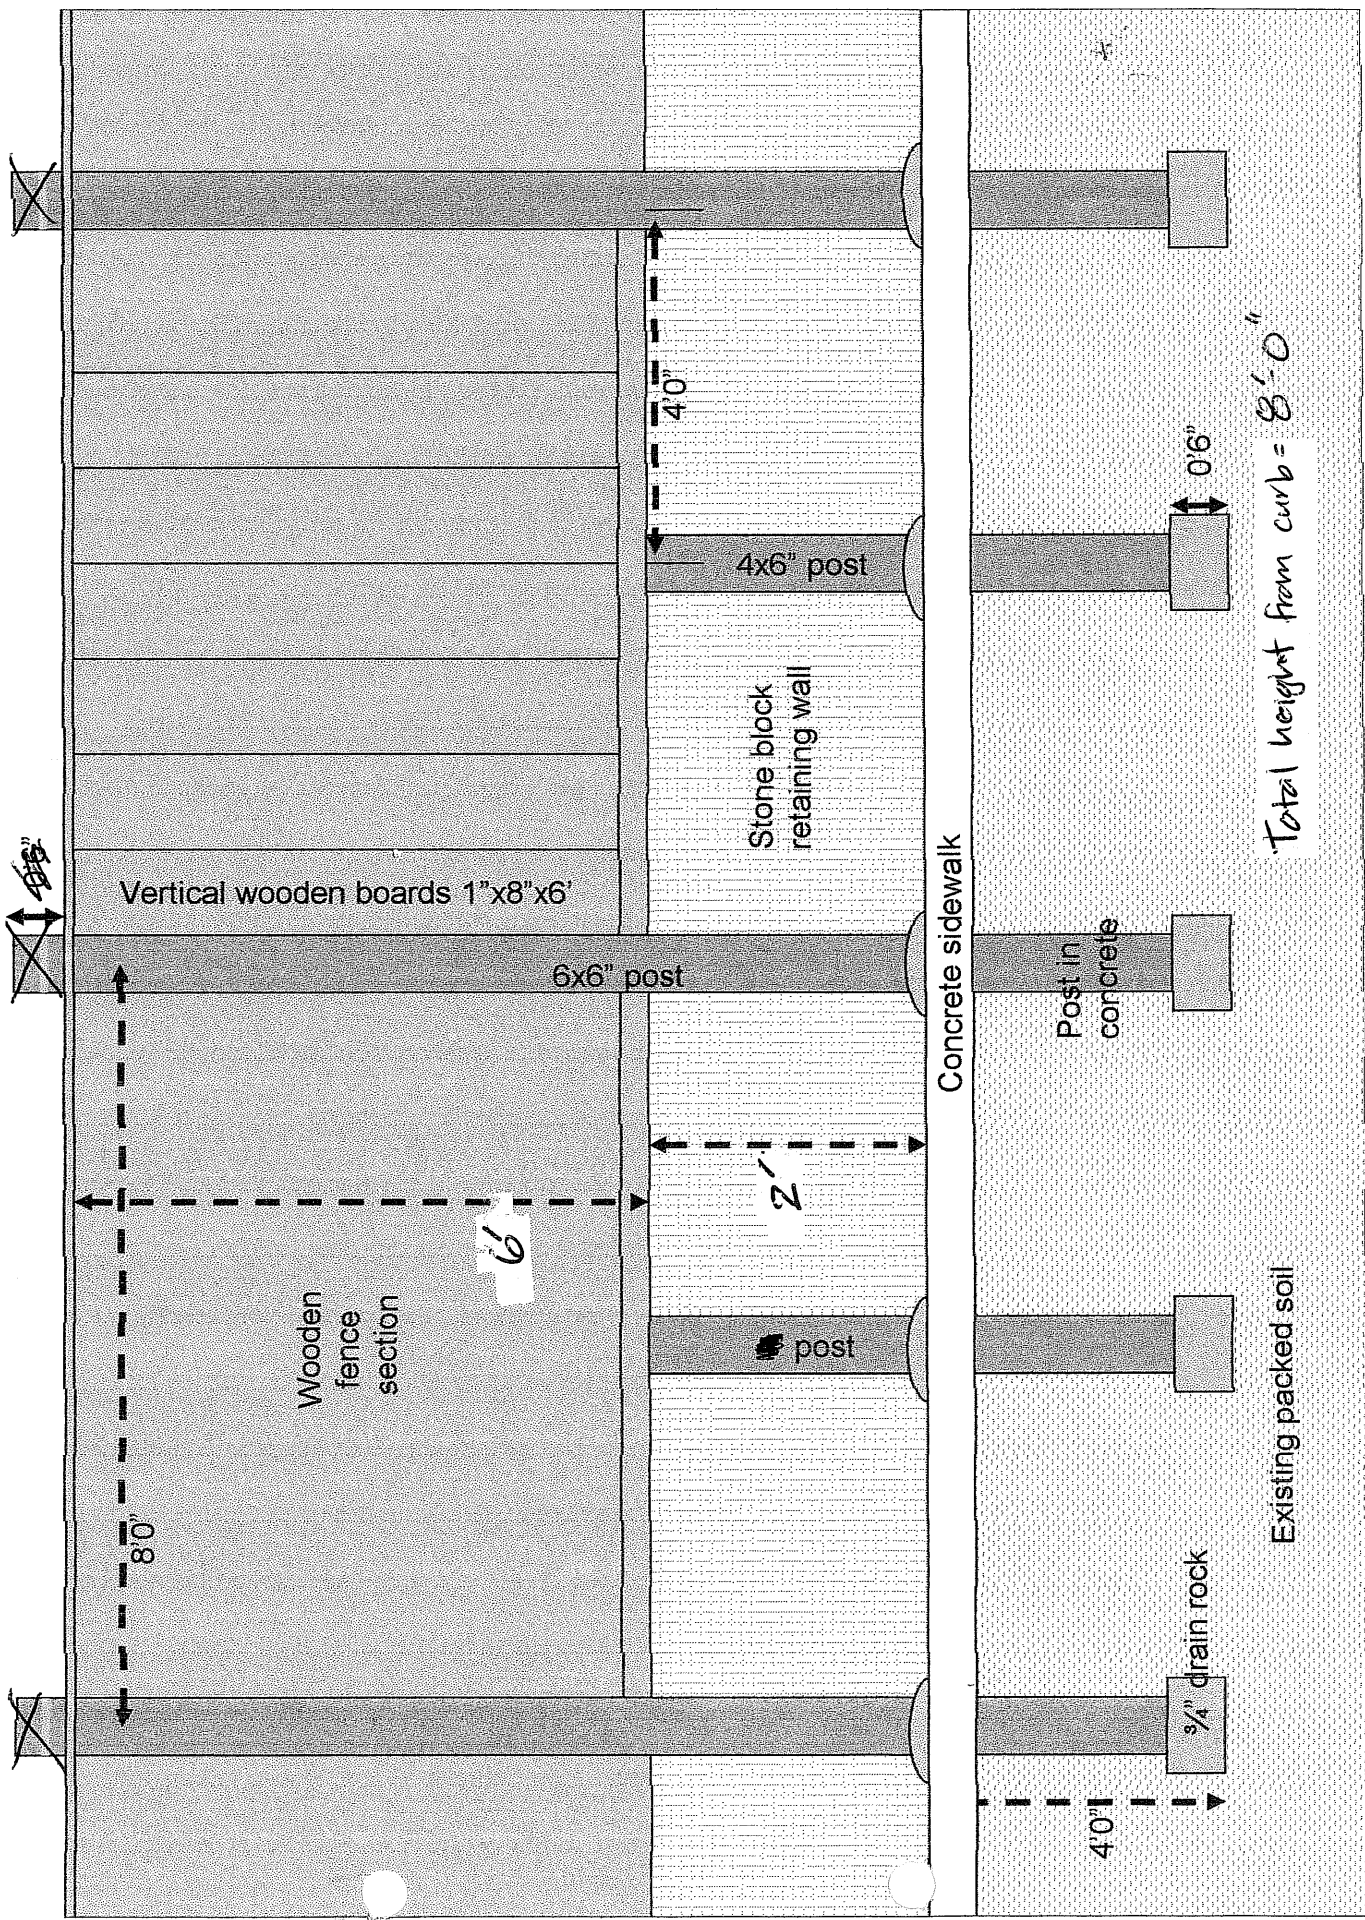 0'6"
Vertical wooden boards 1"x8"x6'
6x6" post
8'0"
Wooden
fence
section
6'
4'0"
4x6" post
Stone block
retaining wall
2'
post
Concrete sidewalk
Post in
concrete
0'6"
¾" drain rock
4'0"
Existing packed soil
Total height from curb = 8'-0"